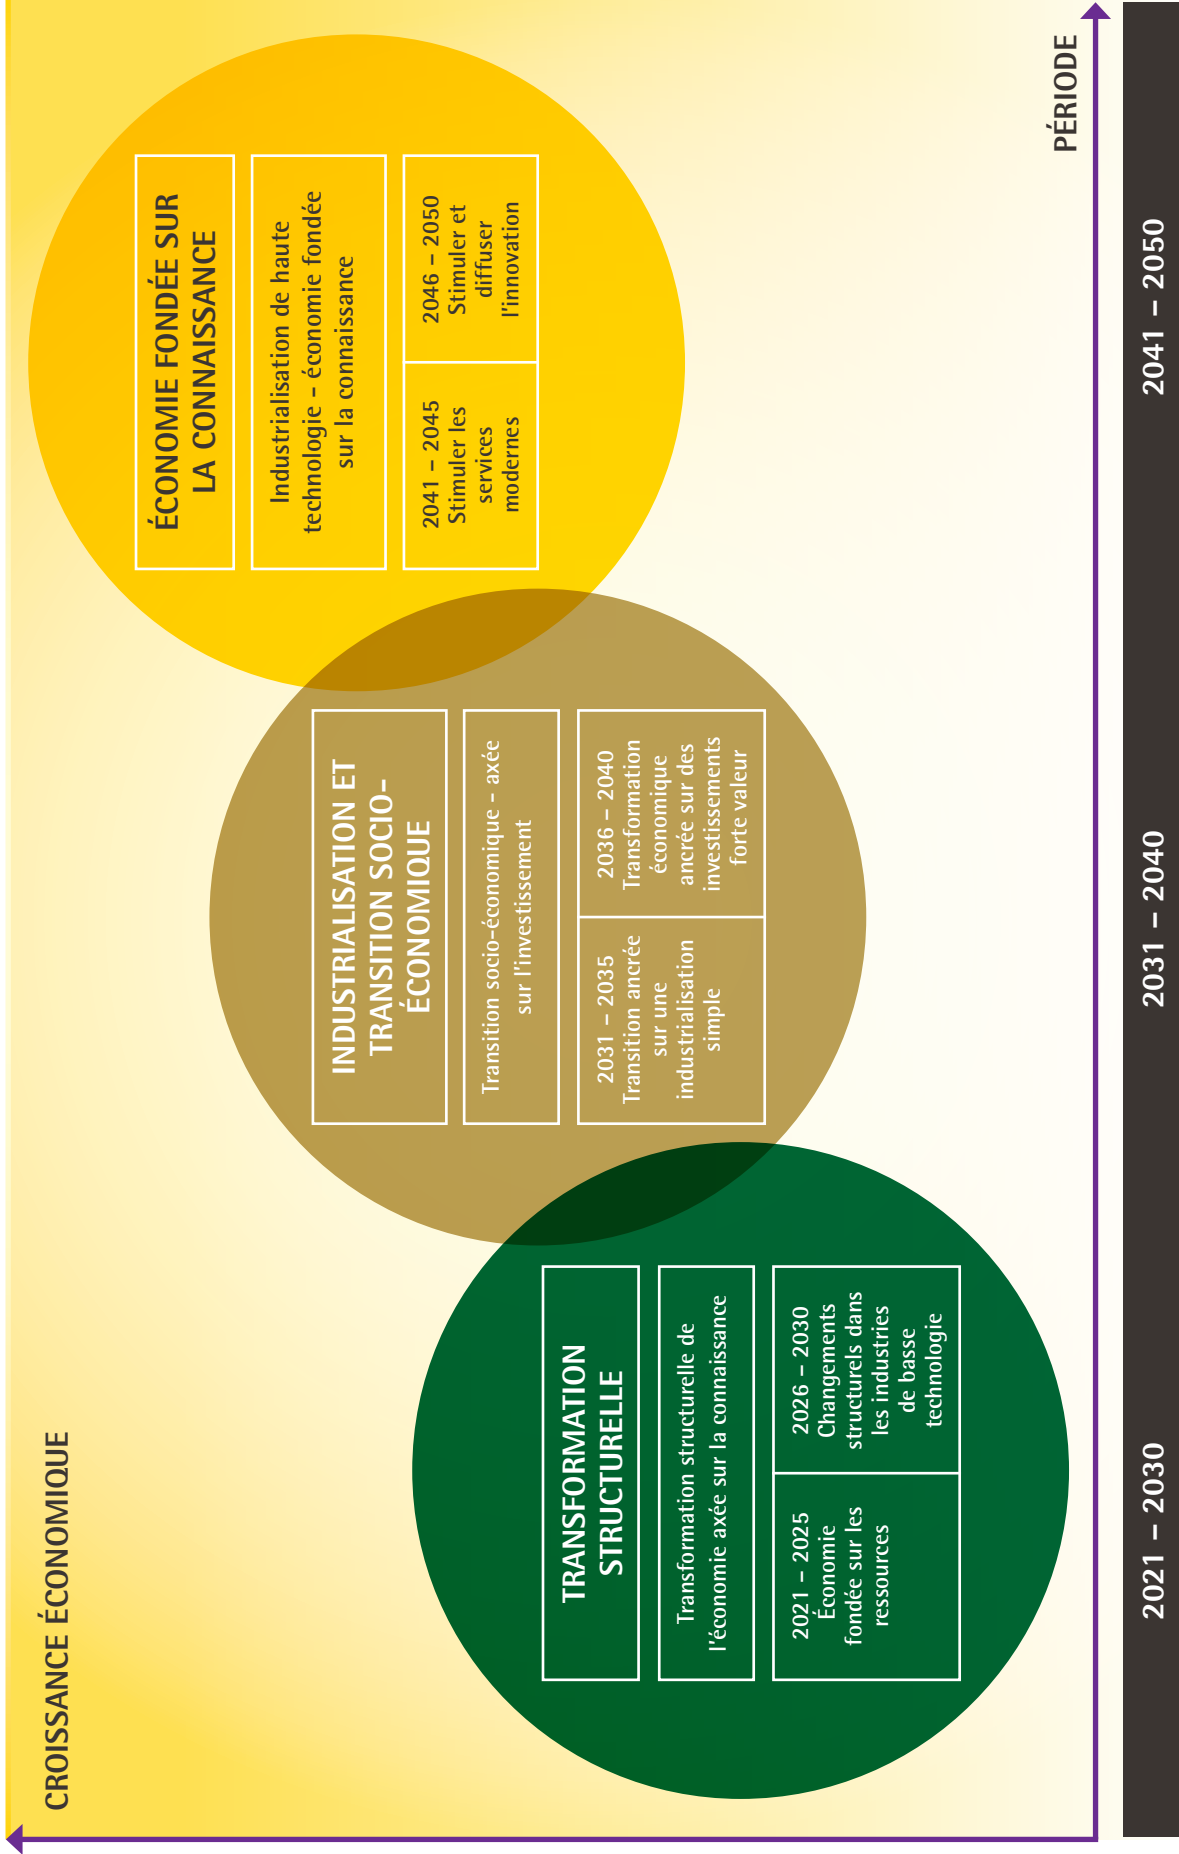 CROISSANCE ÉCONOMIQUE
ÉCONOMIE FONDÉE SUR
LA CONNAISSANCE
Industrialisation de haute
technologie – économie fondée
sur la connaissance
2041 – 2045
Stimuler les
services
modernes
2046 – 2050
Stimuler et
diffuser
l'innovation
INDUSTRIALISATION ET
TRANSITION SOCIO-
ÉCONOMIQUE
Transition socio-économique – axée
sur l'investissement
2031 – 2035
Transition ancrée
sur une
industrialisation
simple
2036 – 2040
Transformation
économique
ancrée sur des
investissements
forte valeur
TRANSFORMATION
STRUCTURELLE
Transformation structurelle de
l'économie axée sur la connaissance
2021 – 2025
Économie
fondée sur les
ressources
2026 – 2030
Changements
structurels dans
les industries
de basse
technologie
PÉRIODE
2021 – 2030
2031 – 2040
2041 – 2050